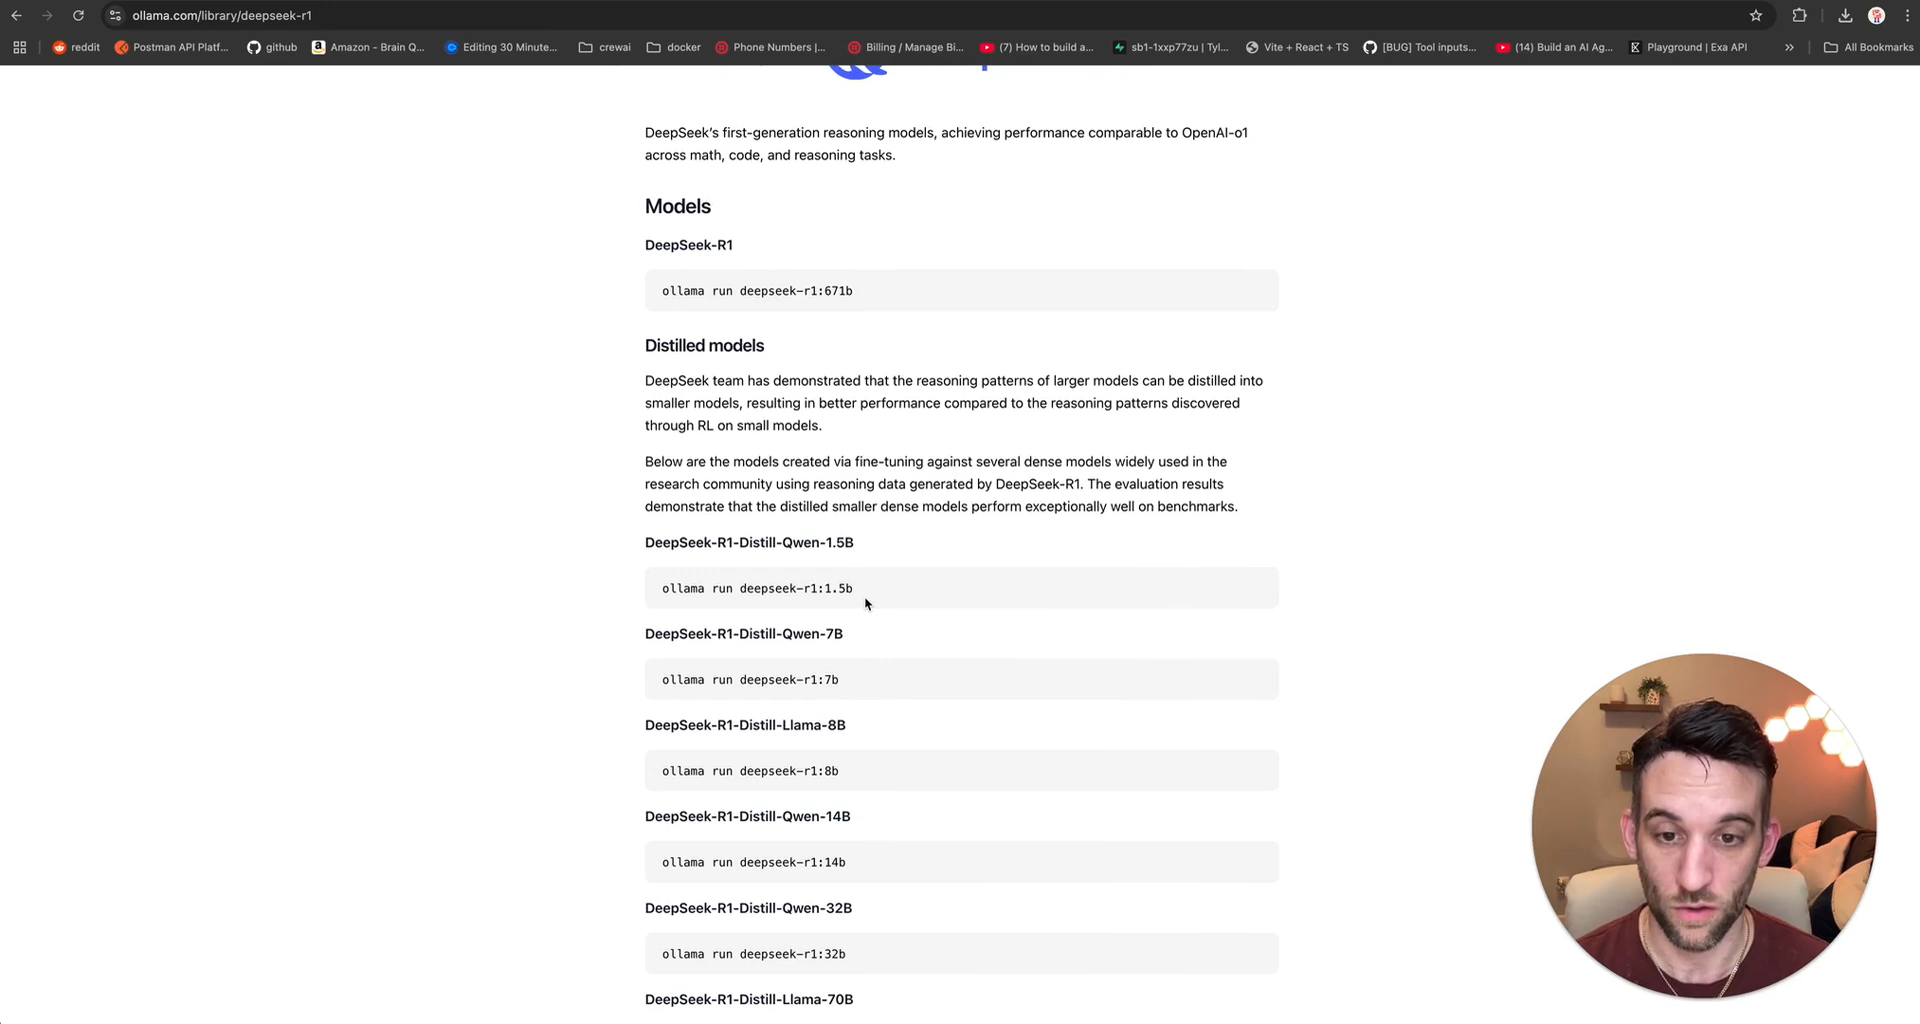 ollama.com/library/deepseek-r1
reddit
Postman API Platf...
github
Amazon - Brain Q...
Editing 30 Minute...
crewai
docker
Phone Numbers |...
Billing / Manage Bi...
(7) How to build a...
sb1-1xxp77zu | Tyl...
Vite + React + TS
[BUG] Tool inputs...
(14) Build an AI Ag...
Playground | Exa API
»
All Bookmarks
DeepSeek's first-generation reasoning models, achieving performance comparable to OpenAI-o1
across math, code, and reasoning tasks.
Models
DeepSeek-R1
ollama run deepseek-r1:671b
Distilled models
DeepSeek team has demonstrated that the reasoning patterns of larger models can be distilled into
smaller models, resulting in better performance compared to the reasoning patterns discovered
through RL on small models.
Below are the models created via fine-tuning against several dense models widely used in the
research community using reasoning data generated by DeepSeek-R1. The evaluation results
demonstrate that the distilled smaller dense models perform exceptionally well on benchmarks.
DeepSeek-R1-Distill-Qwen-1.5B
ollama run deepseek-r1:1.5b
DeepSeek-R1-Distill-Qwen-7B
ollama run deepseek-r1:7b
DeepSeek-R1-Distill-Llama-8B
ollama run deepseek-r1:8b
DeepSeek-R1-Distill-Qwen-14B
ollama run deepseek-r1:14b
DeepSeek-R1-Distill-Qwen-32B
ollama run deepseek-r1:32b
DeepSeek-R1-Distill-Llama-70B